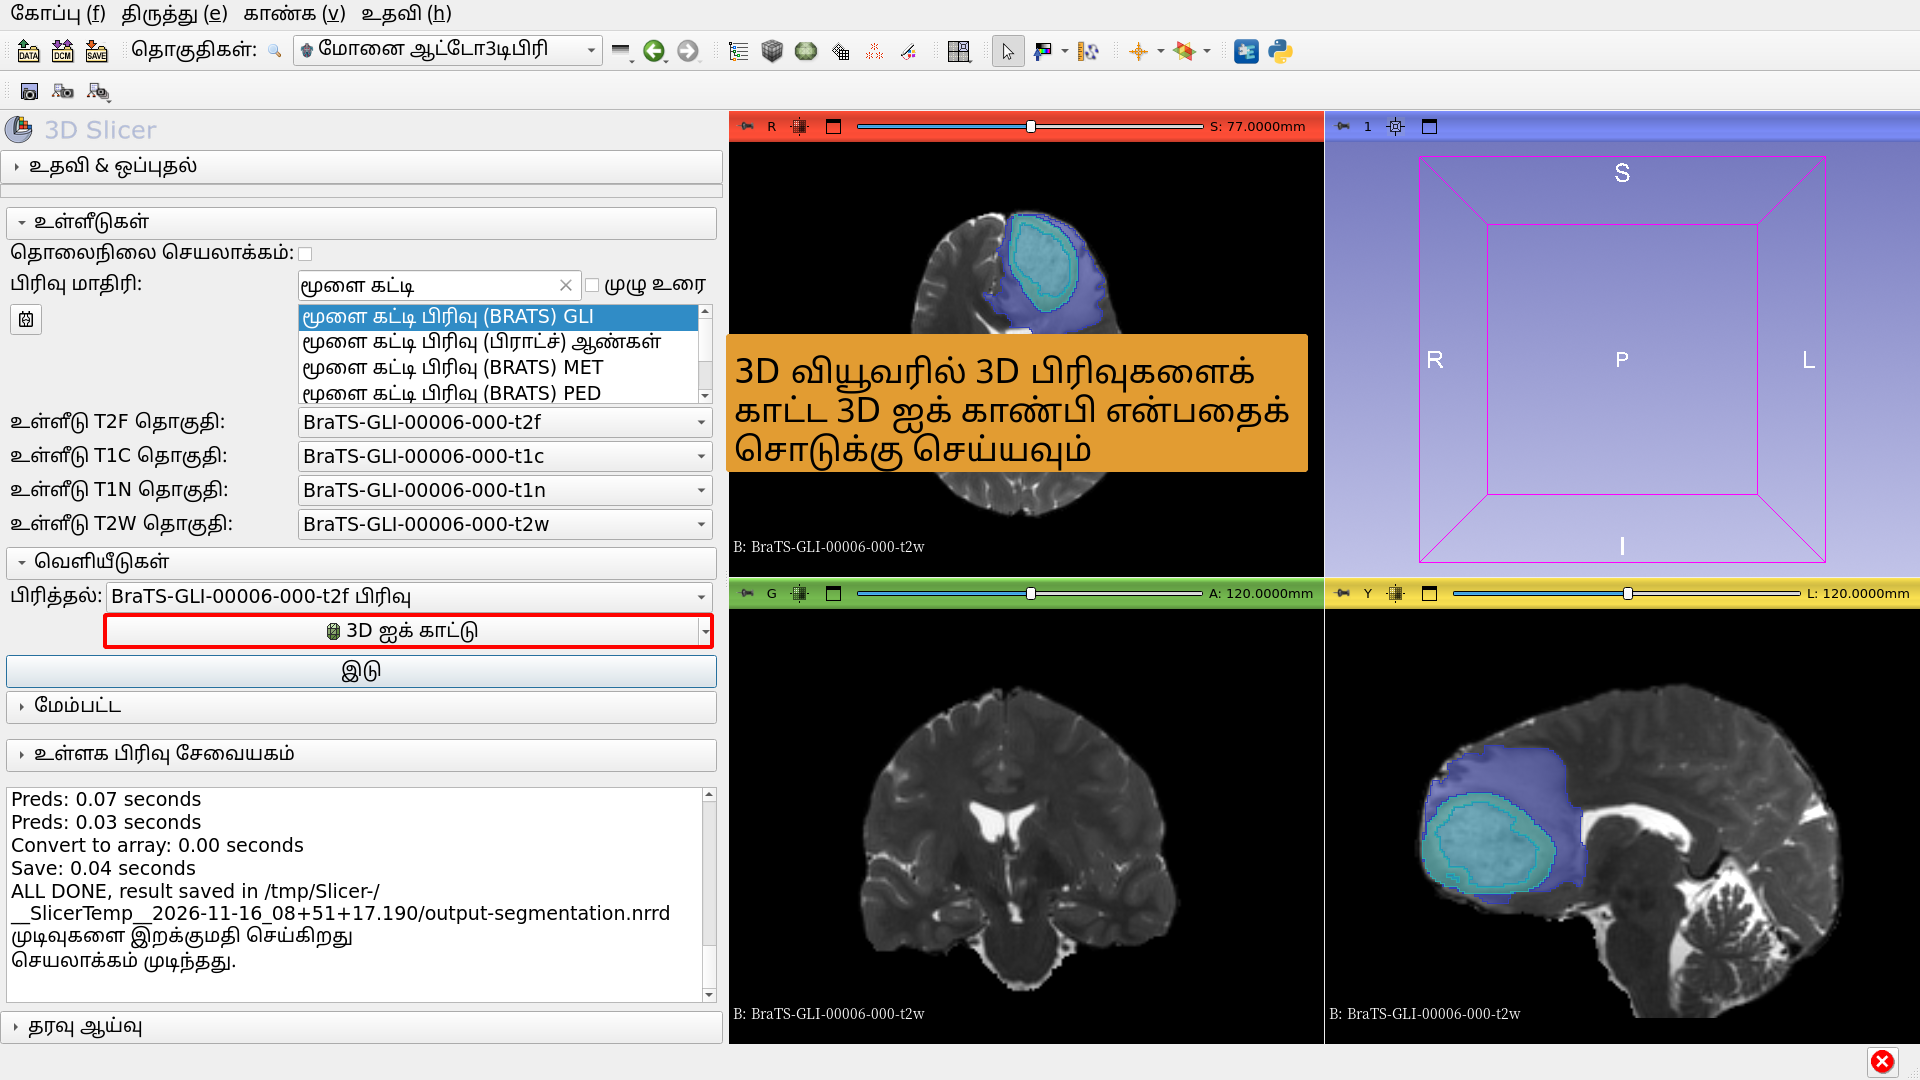 கோப்பு (f) திருத்து (e) காண்க (v) உதவி (h)
DATA DCM SAVE தொகுதிகள்: மோனை ஆட்டோ3டிபிரி
3D Slicer
உதவி & ஒப்புதல்
உள்ளீடுகள்
தொலைநிலை செயலாக்கம்:
பிரிவு மாதிரி: மூளை கட்டி முழு உரை
மூளை கட்டி பிரிவு (BRATS) GLI
மூளை கட்டி பிரிவு (பிராட்ச்) ஆண்கள்
மூளை கட்டி பிரிவு (BRATS) MET
மூளை கட்டி பிரிவு (BRATS) PED
உள்ளீடு T2F தொகுதி: BraTS-GLI-00006-000-t2f
உள்ளீடு T1C தொகுதி: BraTS-GLI-00006-000-t1c
உள்ளீடு T1N தொகுதி: BraTS-GLI-00006-000-t1n
உள்ளீடு T2W தொகுதி: BraTS-GLI-00006-000-t2w
வெளியீடுகள்
பிரித்தல்: BraTS-GLI-00006-000-t2f பிரிவு
3D ஐக் காட்டு
இடு
மேம்பட்ட
உள்ளக பிரிவு சேவையகம்
Preds: 0.07 seconds
Preds: 0.03 seconds
Convert to array: 0.00 seconds
Save: 0.04 seconds
ALL DONE, result saved in /tmp/Slicer-/
__SlicerTemp__2026-11-16_08+51+17.190/output-segmentation.nrrd
முடிவுகளை இறக்குமதி செய்கிறது
செயலாக்கம் முடிந்தது.
தரவு ஆய்வு
R S: 77.0000mm
3D வியூவரில் 3D பிரிவுகளைக்
காட்ட 3D ஐக் காண்பி என்பதைக்
சொடுக்கு செய்யவும்
B: BraTS-GLI-00006-000-t2w
1
S
R P L
I
G A: 120.0000mm
B: BraTS-GLI-00006-000-t2w
Y L: 120.0000mm
B: BraTS-GLI-00006-000-t2w